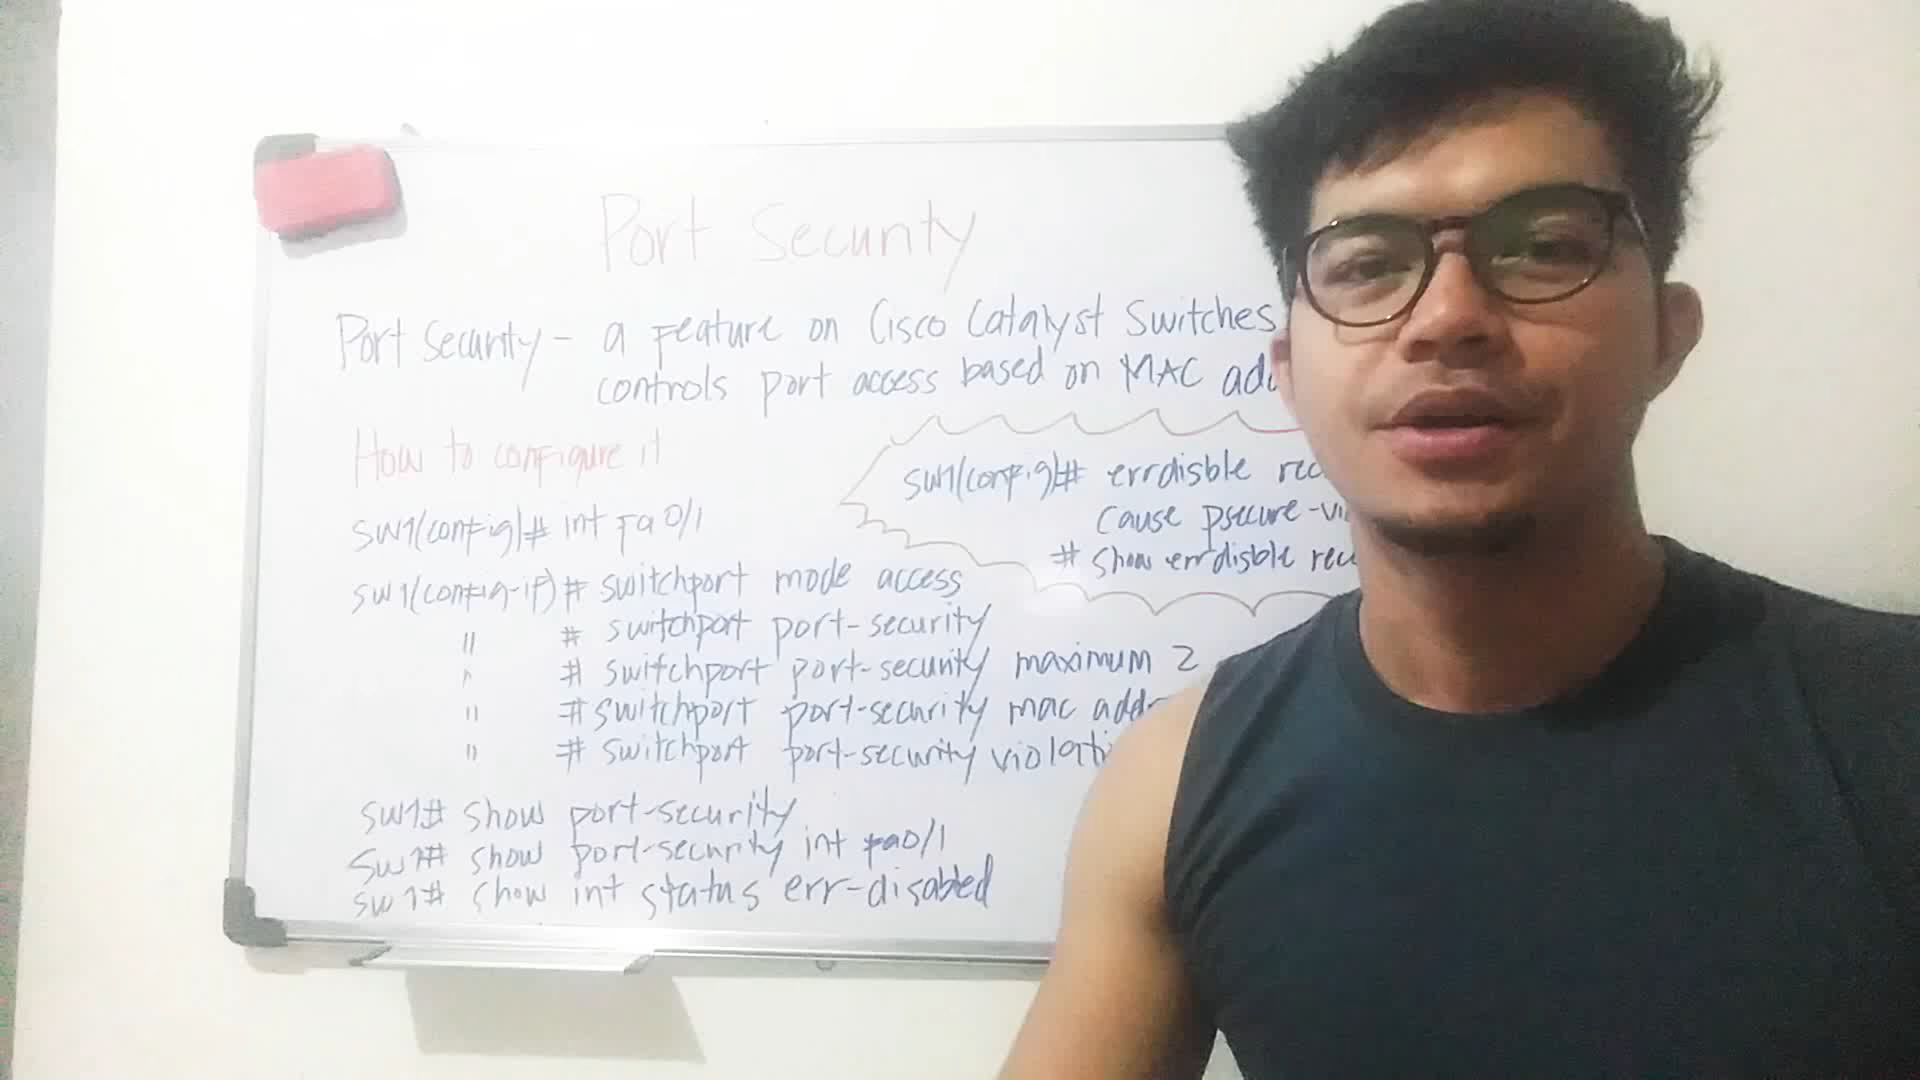 Port Security
Port Security - a Feature on Cisco Catalyst Switches
controls port access based on MAC
How to configure it
SW1(config)# int Fa 0/1
SW1(config-if)# switchport mode access
" # switchport port-security
" # switchport port-security maximum 2
" # switchport port-security mac
" # switchport port-security
SW1# show port-security
SW1# show port-security int Fa0/1
SW1# show int status err-disabled
SW1(config)# errdisble
cause psecure-
# show errdisble